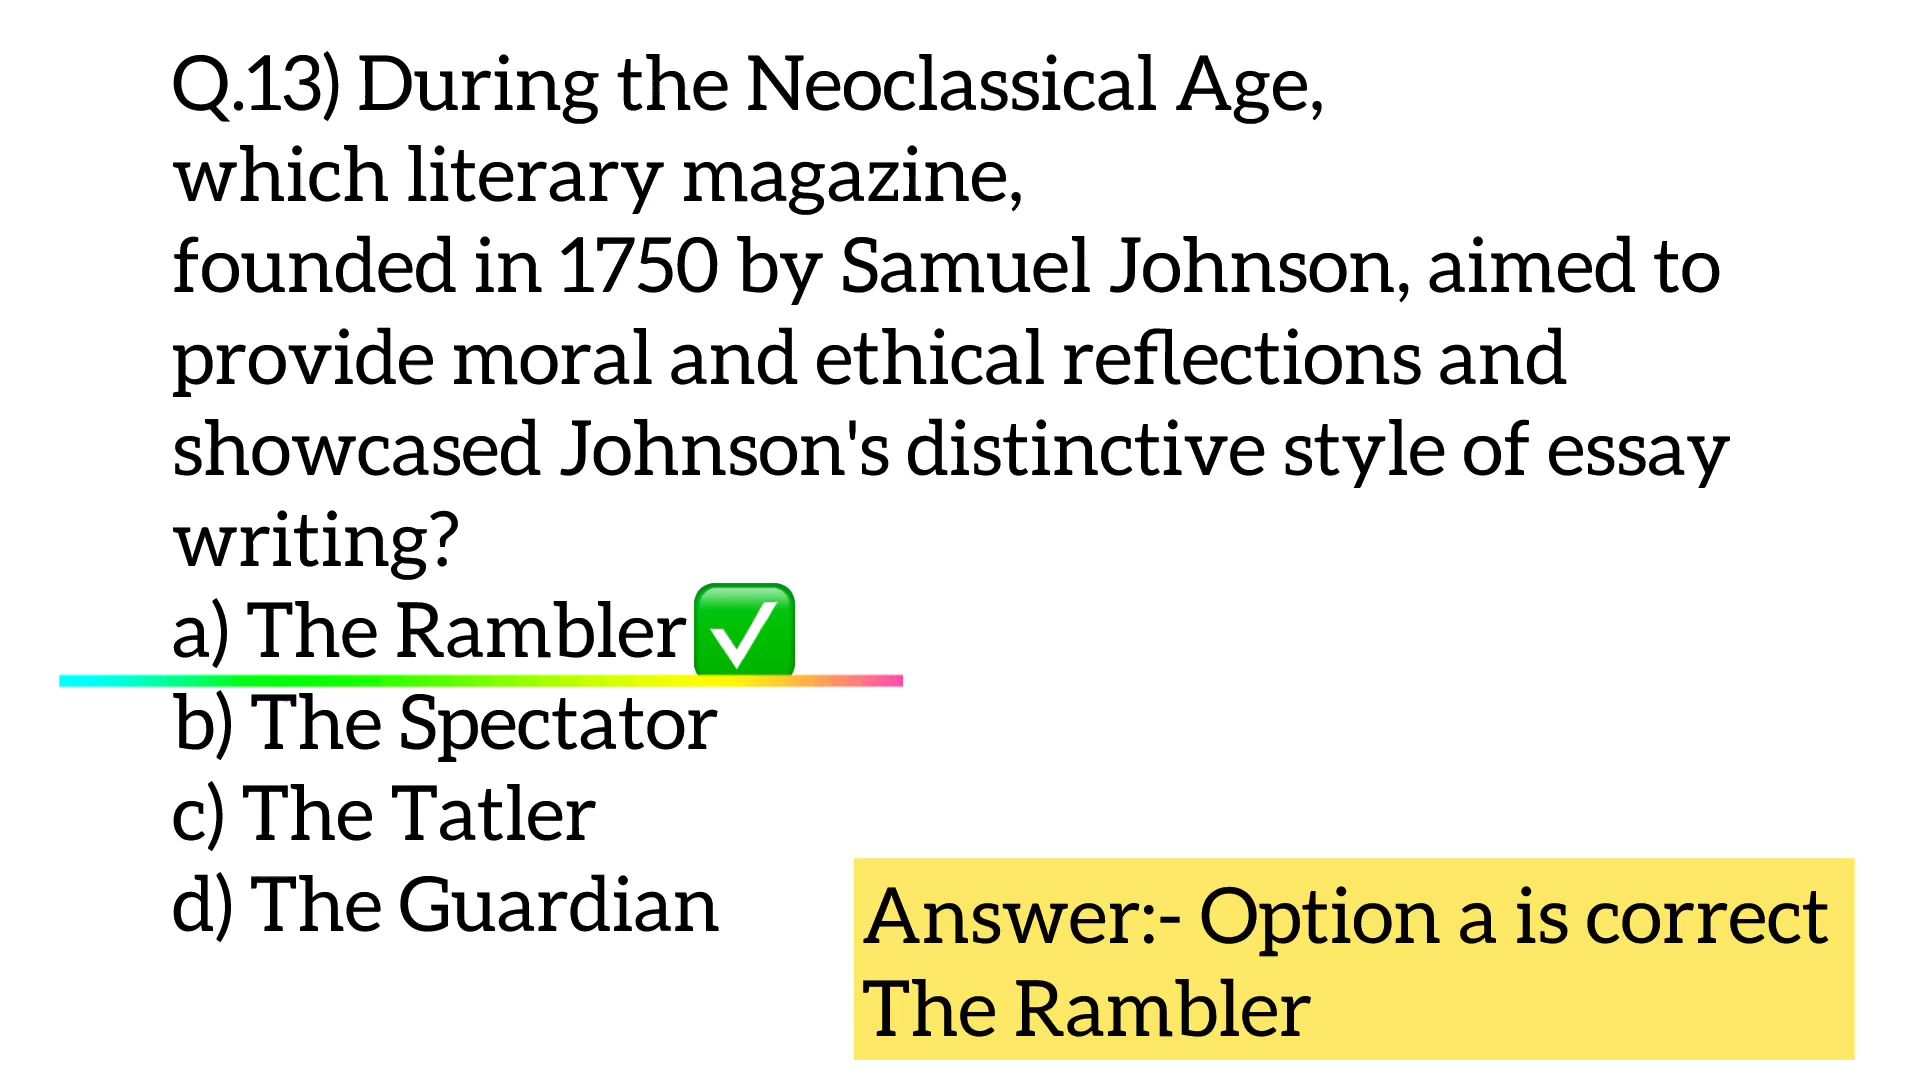 Q.13) During the Neoclassical Age,
which literary magazine,
founded in 1750 by Samuel Johnson, aimed to
provide moral and ethical reflections and
showcased Johnson's distinctive style of essay
writing?
a) The Rambler✅
b) The Spectator
c) The Tatler
d) The Guardian
Answer:- Option a is correct
The Rambler